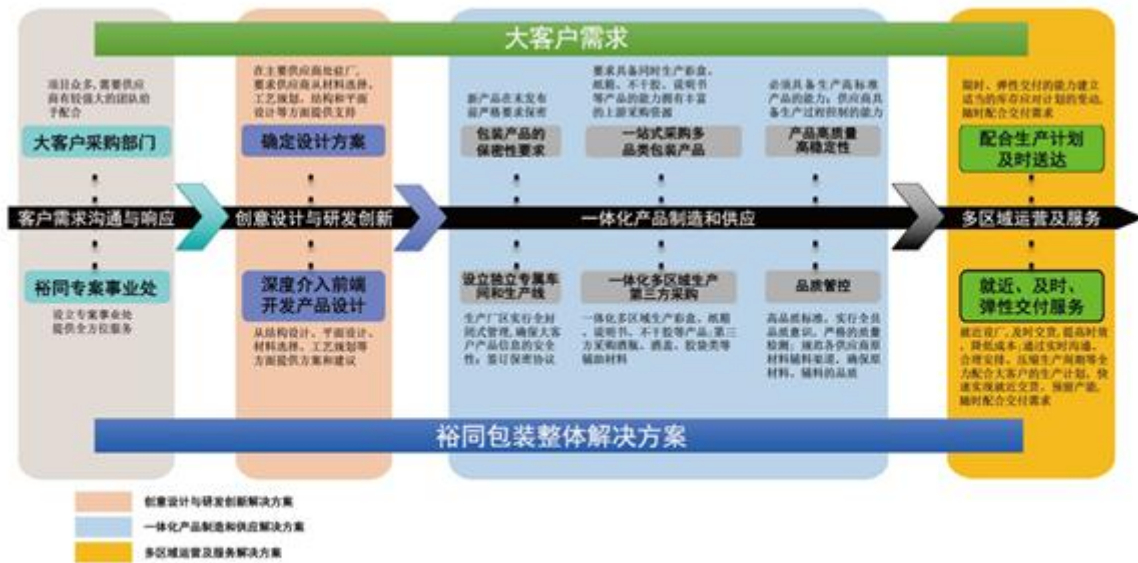 大客户需求
项目众多,需要供应
商有较强大的团队给
予配合
大客户采购部门
在主要供应商处驻厂,
要求供应商从材料选择、
工艺规划、结构和平面
设计等方面提供支持
确定设计方案
新产品在未发布
前严格要求保密
包装产品的
保密性要求
要求具备同时生产彩盒、
纸箱、不干胶、说明书
等产品的能力拥有丰富
的上游采购资源
一站式采购多
品类包装产品
必须具备生产高标准
产品的能力;供应商具
备生产过程控制的能力
产品高质量
高稳定性
限时、弹性交付的能力建立
适当的库存应对计划的变动,
随时配合交付需求
配合生产计划
及时送达
客户需求沟通与响应
创意设计与研发创新
一体化产品制造和供应
多区域运营及服务
裕同专案事业处
设立专案事业处
提供全方位服务
深度介入前端
开发产品设计
从结构设计、平面设计、
材料选择、工艺规划等
方面提供方案和建议
设立独立专属车
间和生产线
生产厂区实行全封
闭式管理,确保大客
户产品信息的安全
性;签订保密协议
一体化多区域生产
第三方采购
一体化多区域生产彩盒、纸箱
、说明书、不干胶等产品;第三
方采购酒瓶、酒盖、胶袋类等
辅助材料
品质管控
高品质标准、实行全员
品质意识、严格的质量
检测;规范各供应商原
材料辅料渠道、确保原
材料、辅料的品质
就近、及时、
弹性交付服务
就近设厂,及时交货,提高时效
、降低成本;通过实时沟通、
合理安排、压缩生产周期等全
力配合大客户的生产计划、快
速实现就近交货、预留产能,
随时配合交付需求
裕同包装整体解决方案
创意设计与研发创新解决方案
一体化产品制造和供应解决方案
多区域运营及服务解决方案